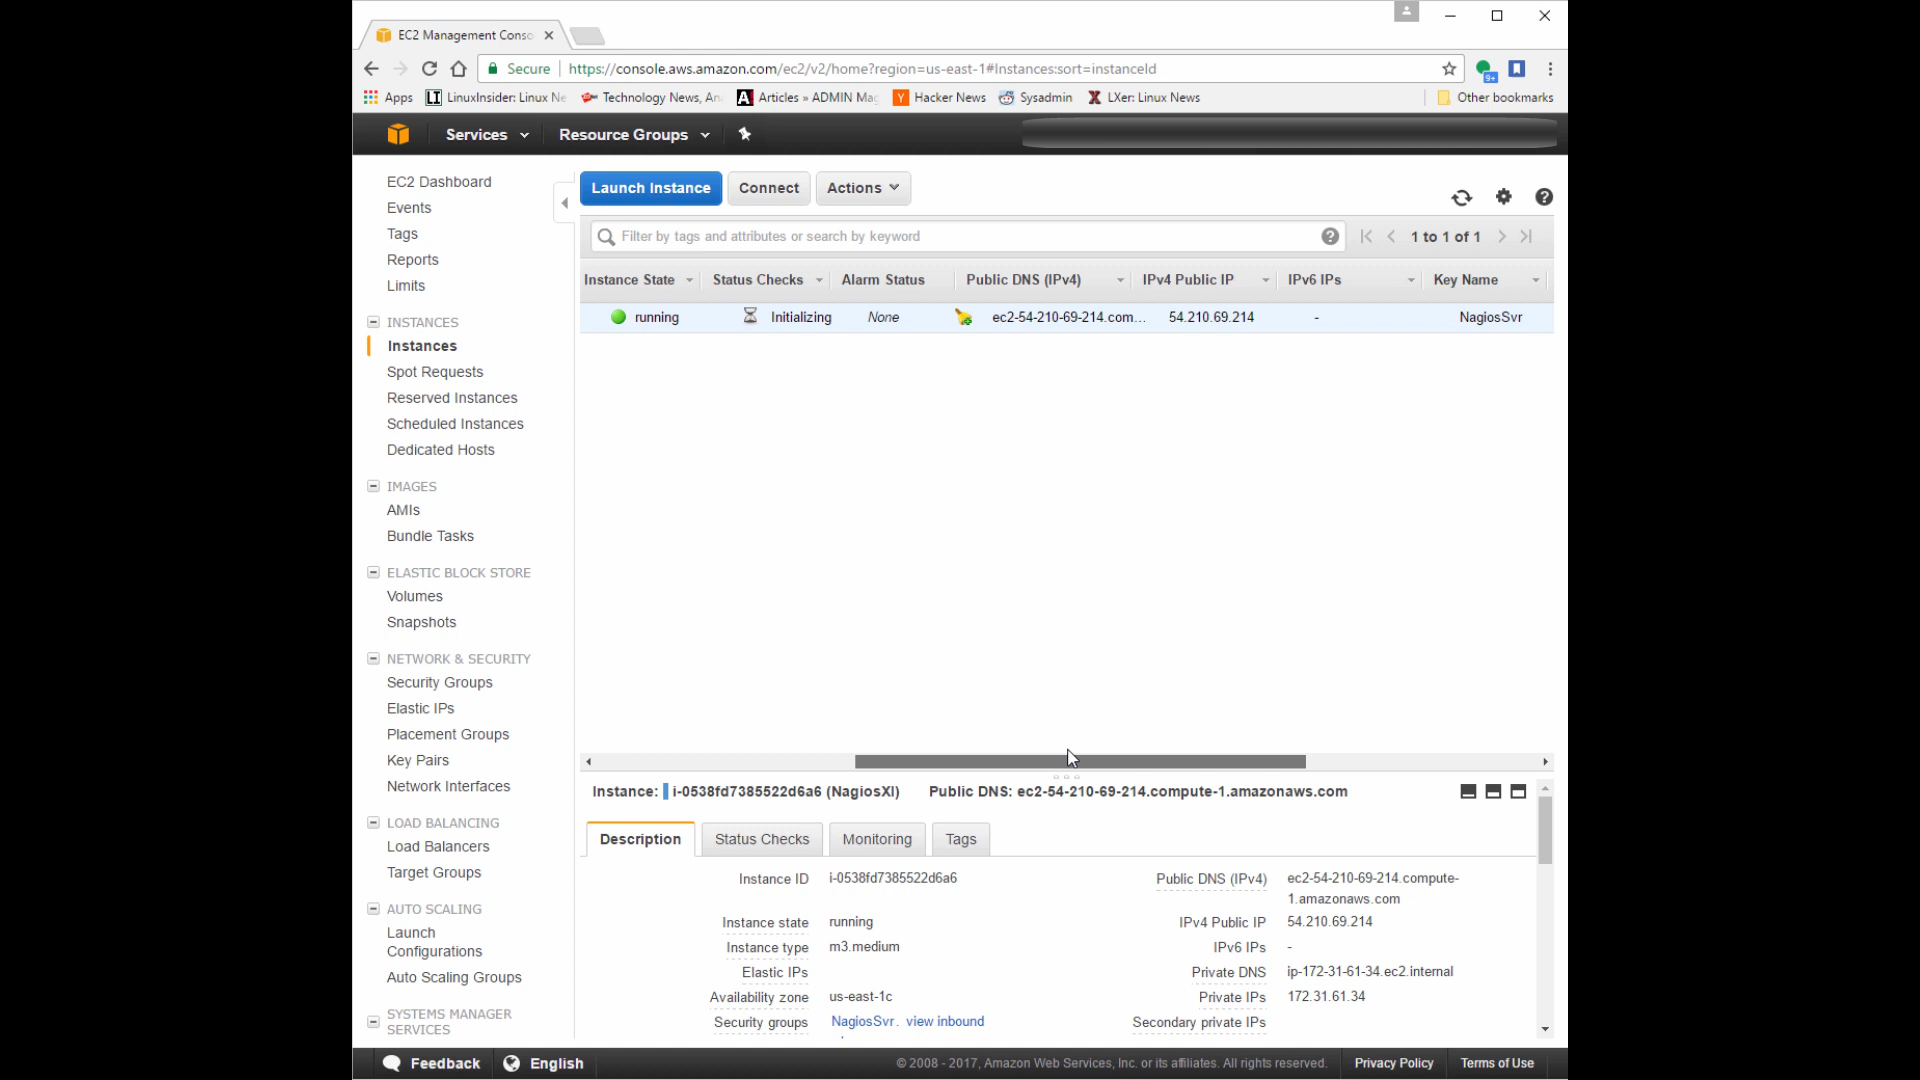 EC2 Management Conso
Secure https://console.aws.amazon.com/ec2/v2/home?region=us-east-1#Instances:sort=instanceId
9+
Apps LinuxInsider: Linux Ne Technology News, An Articles » ADMIN Mag Hacker News Sysadmin LXer: Linux News Other bookmarks
Services Resource Groups
EC2 Dashboard
Events
Tags
Reports
Limits
INSTANCES
Instances
Spot Requests
Reserved Instances
Scheduled Instances
Dedicated Hosts
IMAGES
AMIs
Bundle Tasks
ELASTIC BLOCK STORE
Volumes
Snapshots
NETWORK & SECURITY
Security Groups
Elastic IPs
Placement Groups
Key Pairs
Network Interfaces
LOAD BALANCING
Load Balancers
Target Groups
AUTO SCALING
Launch
Configurations
Auto Scaling Groups
SYSTEMS MANAGER
SERVICES
Launch Instance Connect Actions
Filter by tags and attributes or search by keyword 1 to 1 of 1
Instance State Status Checks Alarm Status Public DNS (IPv4) IPv4 Public IP IPv6 IPs Key Name
running Initializing None ec2-54-210-69-214.com... 54.210.69.214 - NagiosSvr
Instance: i-0538fd7385522d6a6 (NagiosXI) Public DNS: ec2-54-210-69-214.compute-1.amazonaws.com
Description Status Checks Monitoring Tags
Instance ID i-0538fd7385522d6a6 Public DNS (IPv4) ec2-54-210-69-214.compute-
1.amazonaws.com
Instance state running IPv4 Public IP 54.210.69.214
Instance type m3.medium IPv6 IPs -
Elastic IPs Private DNS ip-172-31-61-34.ec2.internal
Availability zone us-east-1c Private IPs 172.31.61.34
Security groups NagiosSvr. view inbound Secondary private IPs
Feedback English © 2008 - 2017, Amazon Web Services, Inc. or its affiliates. All rights reserved. Privacy Policy Terms of Use